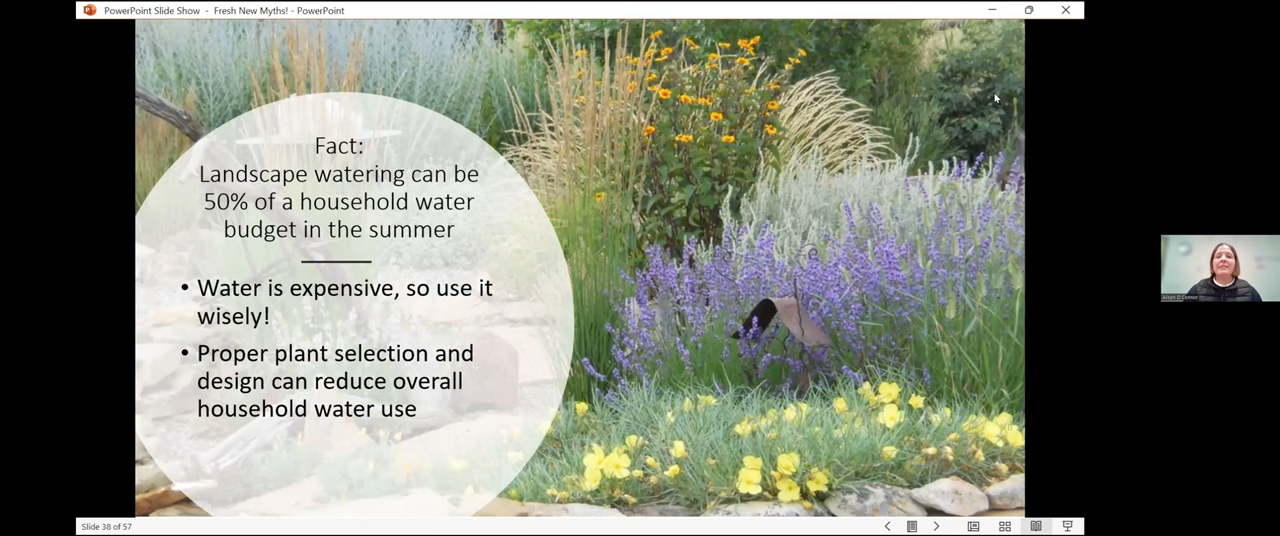 PowerPoint Slide Show - Fresh New Myths! - PowerPoint
Fact:
Landscape watering can be
50% of a household water
budget in the summer
• Water is expensive, so use it
wisely!
• Proper plant selection and
design can reduce overall
household water use
Alison O'Connor
Slide 38 of 57